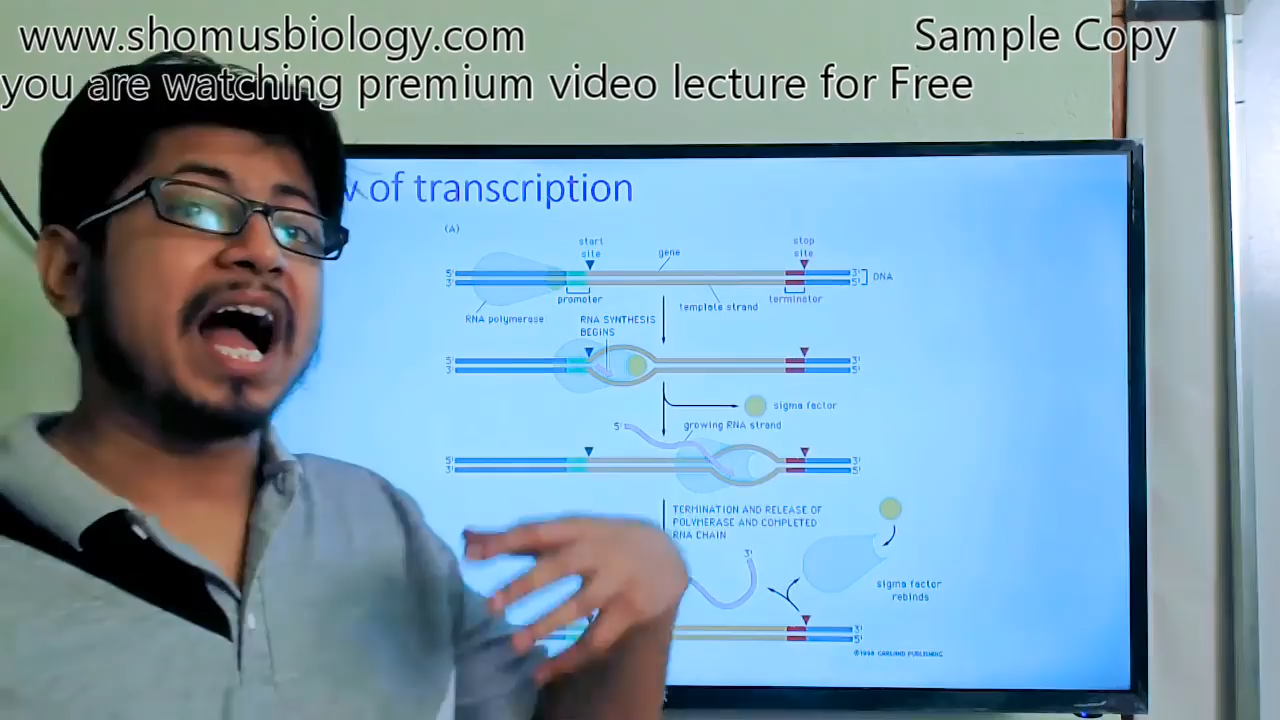 www.shomusbiology.com
Sample Copy
you are watching premium video lecture for Free
of transcription
(A)
start
site
stop
site
gene
5'
3'
3'
5'
DNA
promoter
template strand
terminator
RNA polymerase
RNA SYNTHESIS
BEGINS
5'
3'
3'
5'
sigma factor
5'
growing RNA strand
5'
3'
3'
5'
TERMINATION AND RELEASE OF
POLYMERASE AND COMPLETED
RNA CHAIN
3'
sigma factor
rebinds
3'
5'
©1998 GARLAND PUBLISHING